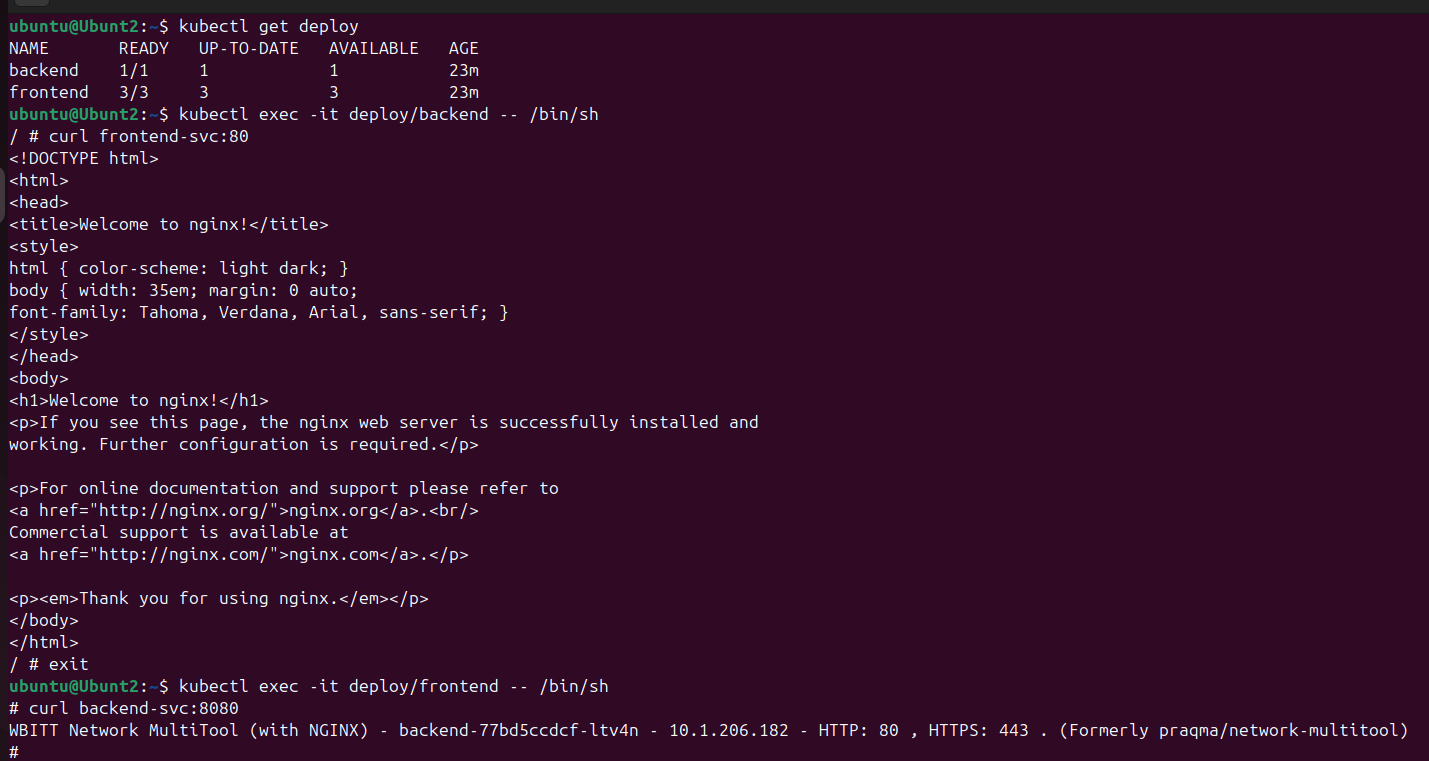 ubuntu@Ubunt2:~$ kubectl get deploy
NAME       READY   UP-TO-DATE   AVAILABLE   AGE
backend    1/1     1            1           23m
frontend   3/3     3            3           23m
ubuntu@Ubunt2:~$ kubectl exec -it deploy/backend -- /bin/sh
/ # curl frontend-svc:80
<!DOCTYPE html>
<html>
<head>
<title>Welcome to nginx!</title>
<style>
html { color-scheme: light dark; }
body { width: 35em; margin: 0 auto;
font-family: Tahoma, Verdana, Arial, sans-serif; }
</style>
</head>
<body>
<h1>Welcome to nginx!</h1>
<p>If you see this page, the nginx web server is successfully installed and
working. Further configuration is required.</p>

<p>For online documentation and support please refer to
<a href="http://nginx.org/">nginx.org</a>.<br/>
Commercial support is available at
<a href="http://nginx.com/">nginx.com</a>.</p>

<p><em>Thank you for using nginx.</em></p>
</body>
</html>
/ # exit
ubuntu@Ubunt2:~$ kubectl exec -it deploy/frontend -- /bin/sh
# curl backend-svc:8080
WBITT Network MultiTool (with NGINX) - backend-77bd5ccdcf-ltv4n - 10.1.206.182 - HTTP: 80 , HTTPS: 443 . (Formerly praqma/network-multitool)
#